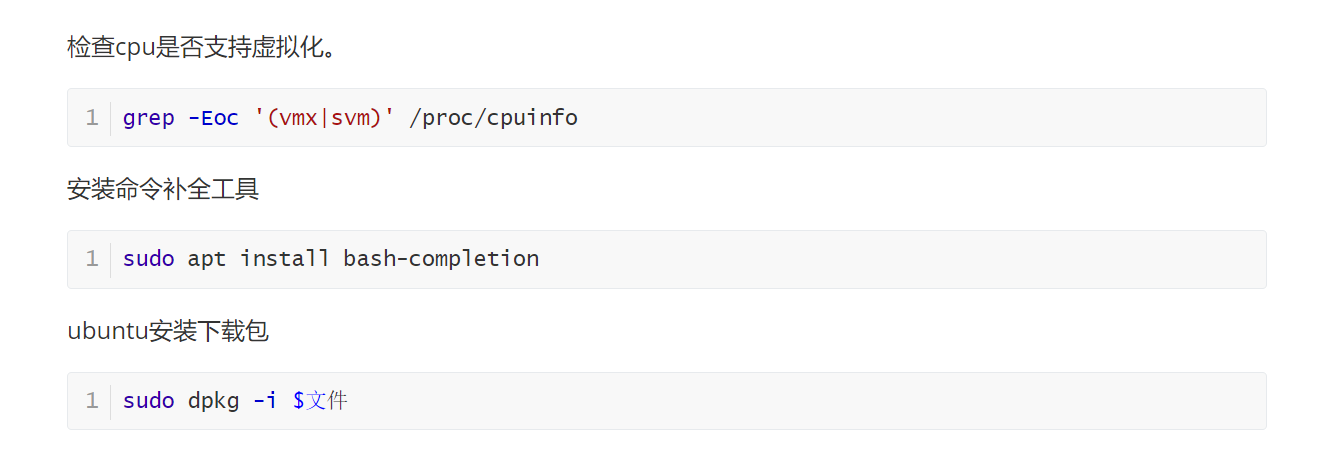 检查cpu是否支持虚拟化。
1 grep -Eoc '(vmx|svm)' /proc/cpuinfo
安装命令补全工具
1 sudo apt install bash-completion
ubuntu安装下载包
1 sudo dpkg -i $文件